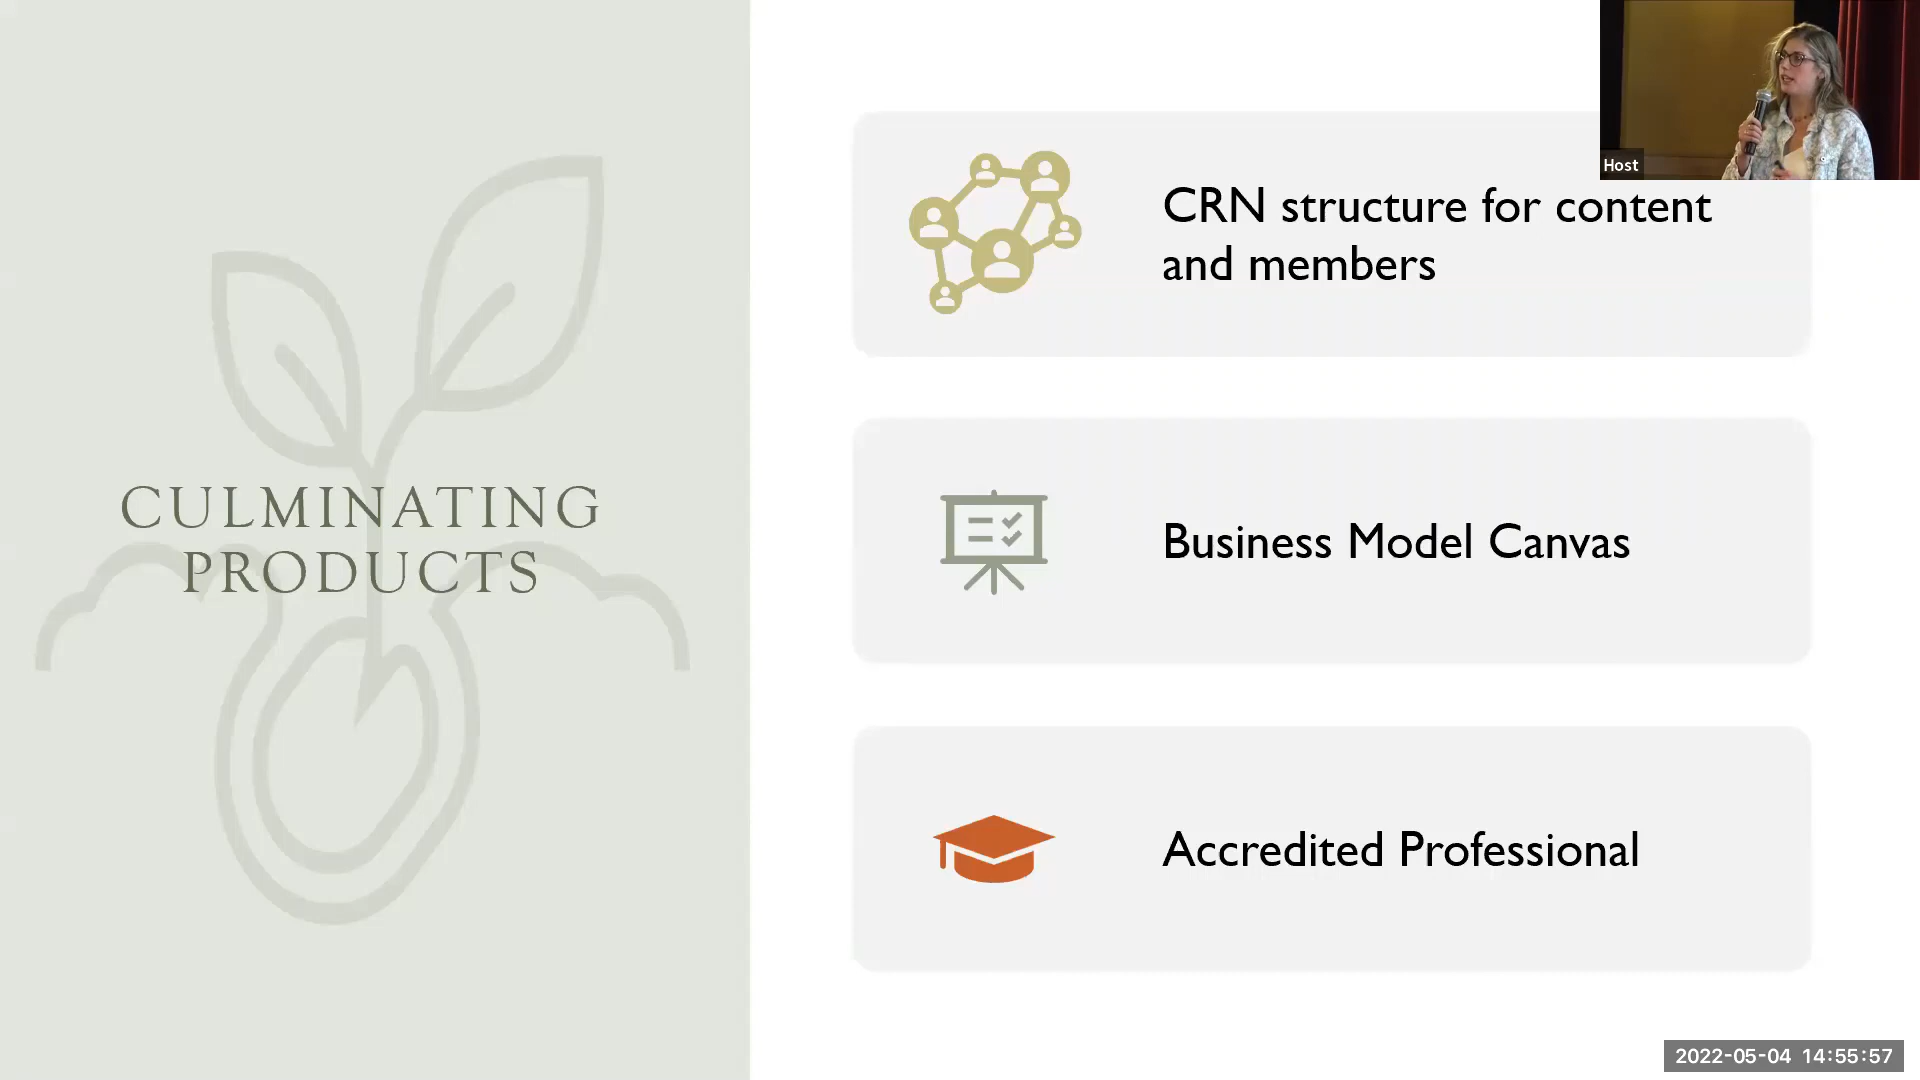 CULMINATING
PRODUCTS
Host
CRN structure for content
and members
Business Model Canvas
Accredited Professional
2022-05-04 14:55:57